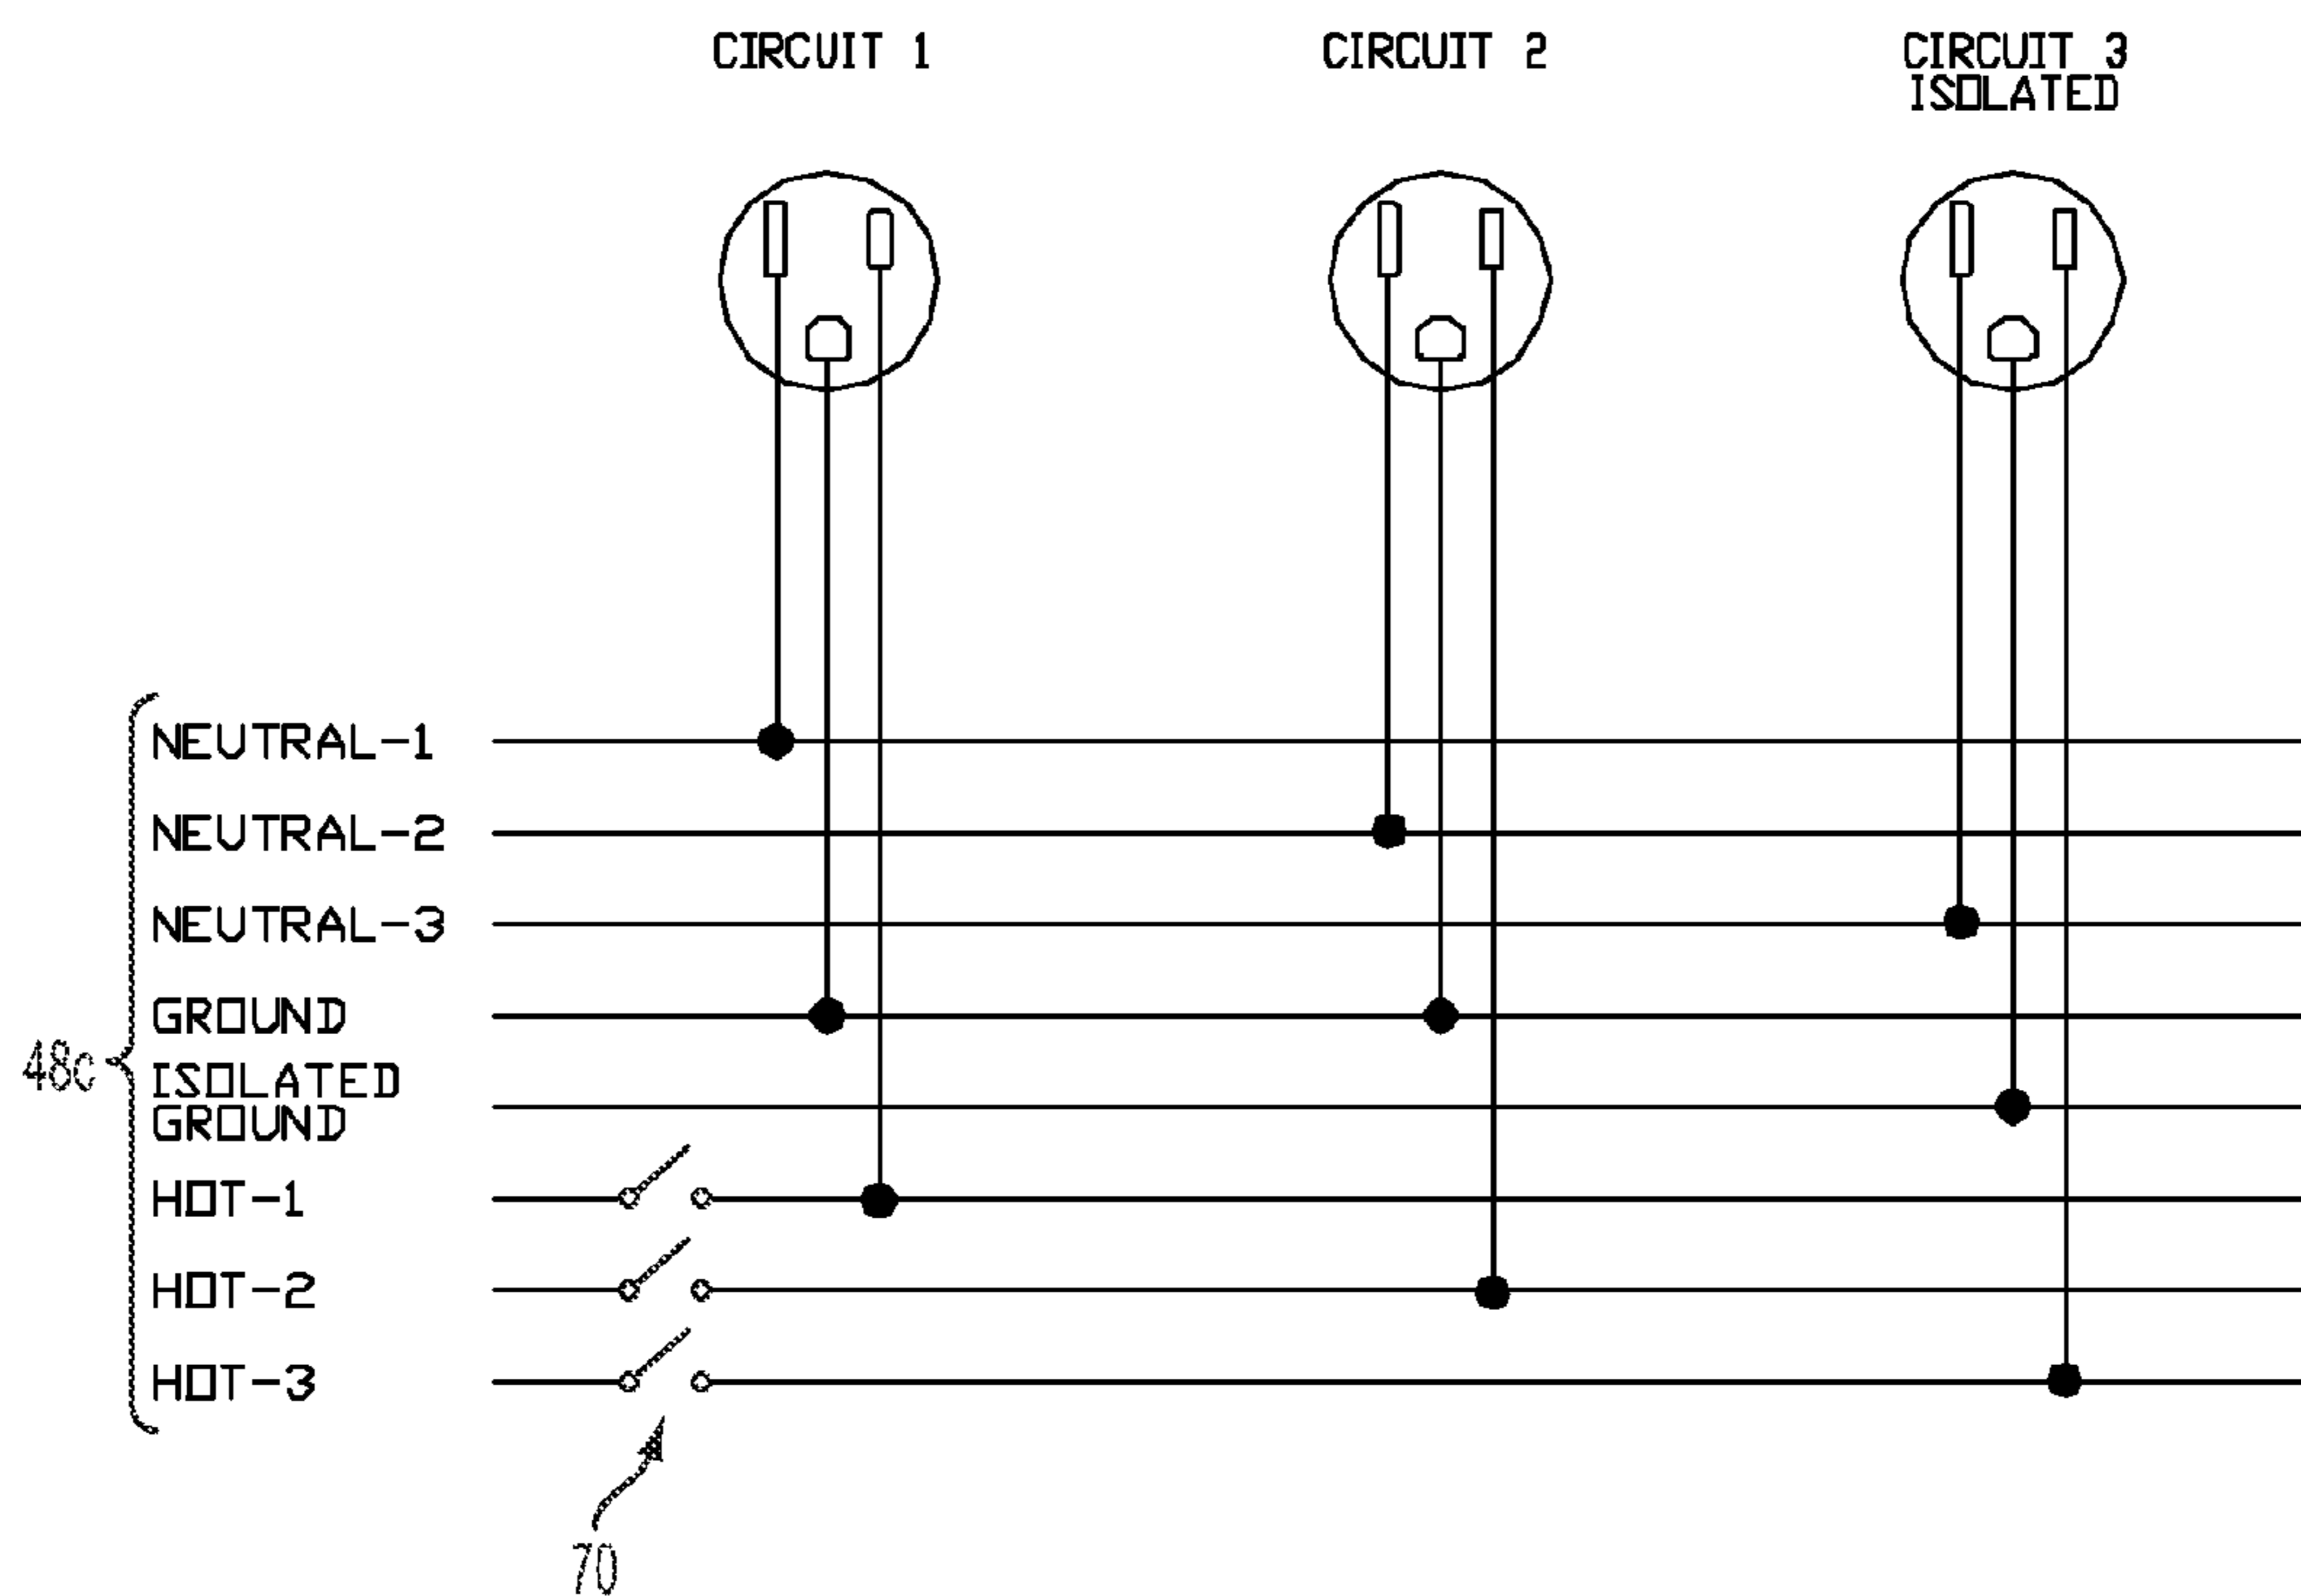 CIRCUIT 1
CIRCUIT 2
CIRCUIT 3
ISOLATED
NEUTRAL-1
NEUTRAL-2
NEUTRAL-3
GROUND
48c
ISOLATED
GROUND
HOT-1
HOT-2
HOT-3
70